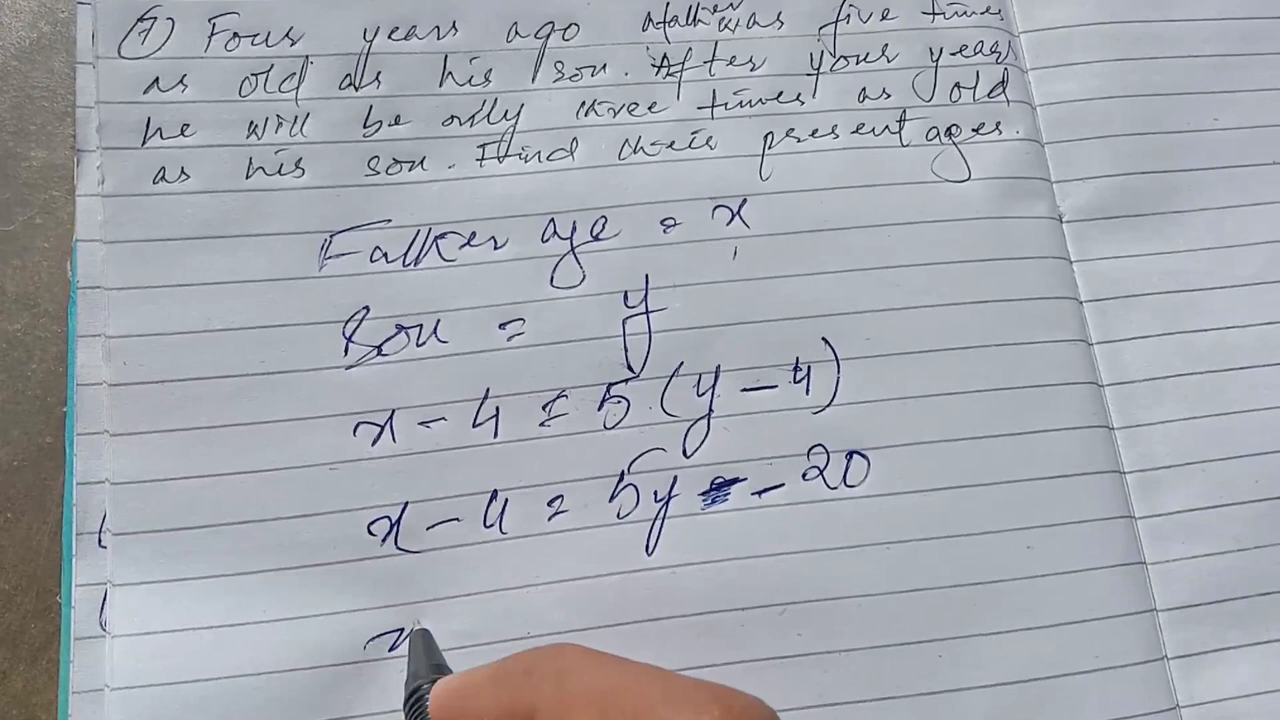 7) Four years ago a father was five times
as old as his son. After your years
he will be only three times as old
as his son. Find their present ages.
Father age = x
Son = y
x - 4 = 5 (y - 4)
x - 4 = 5y - 20
x